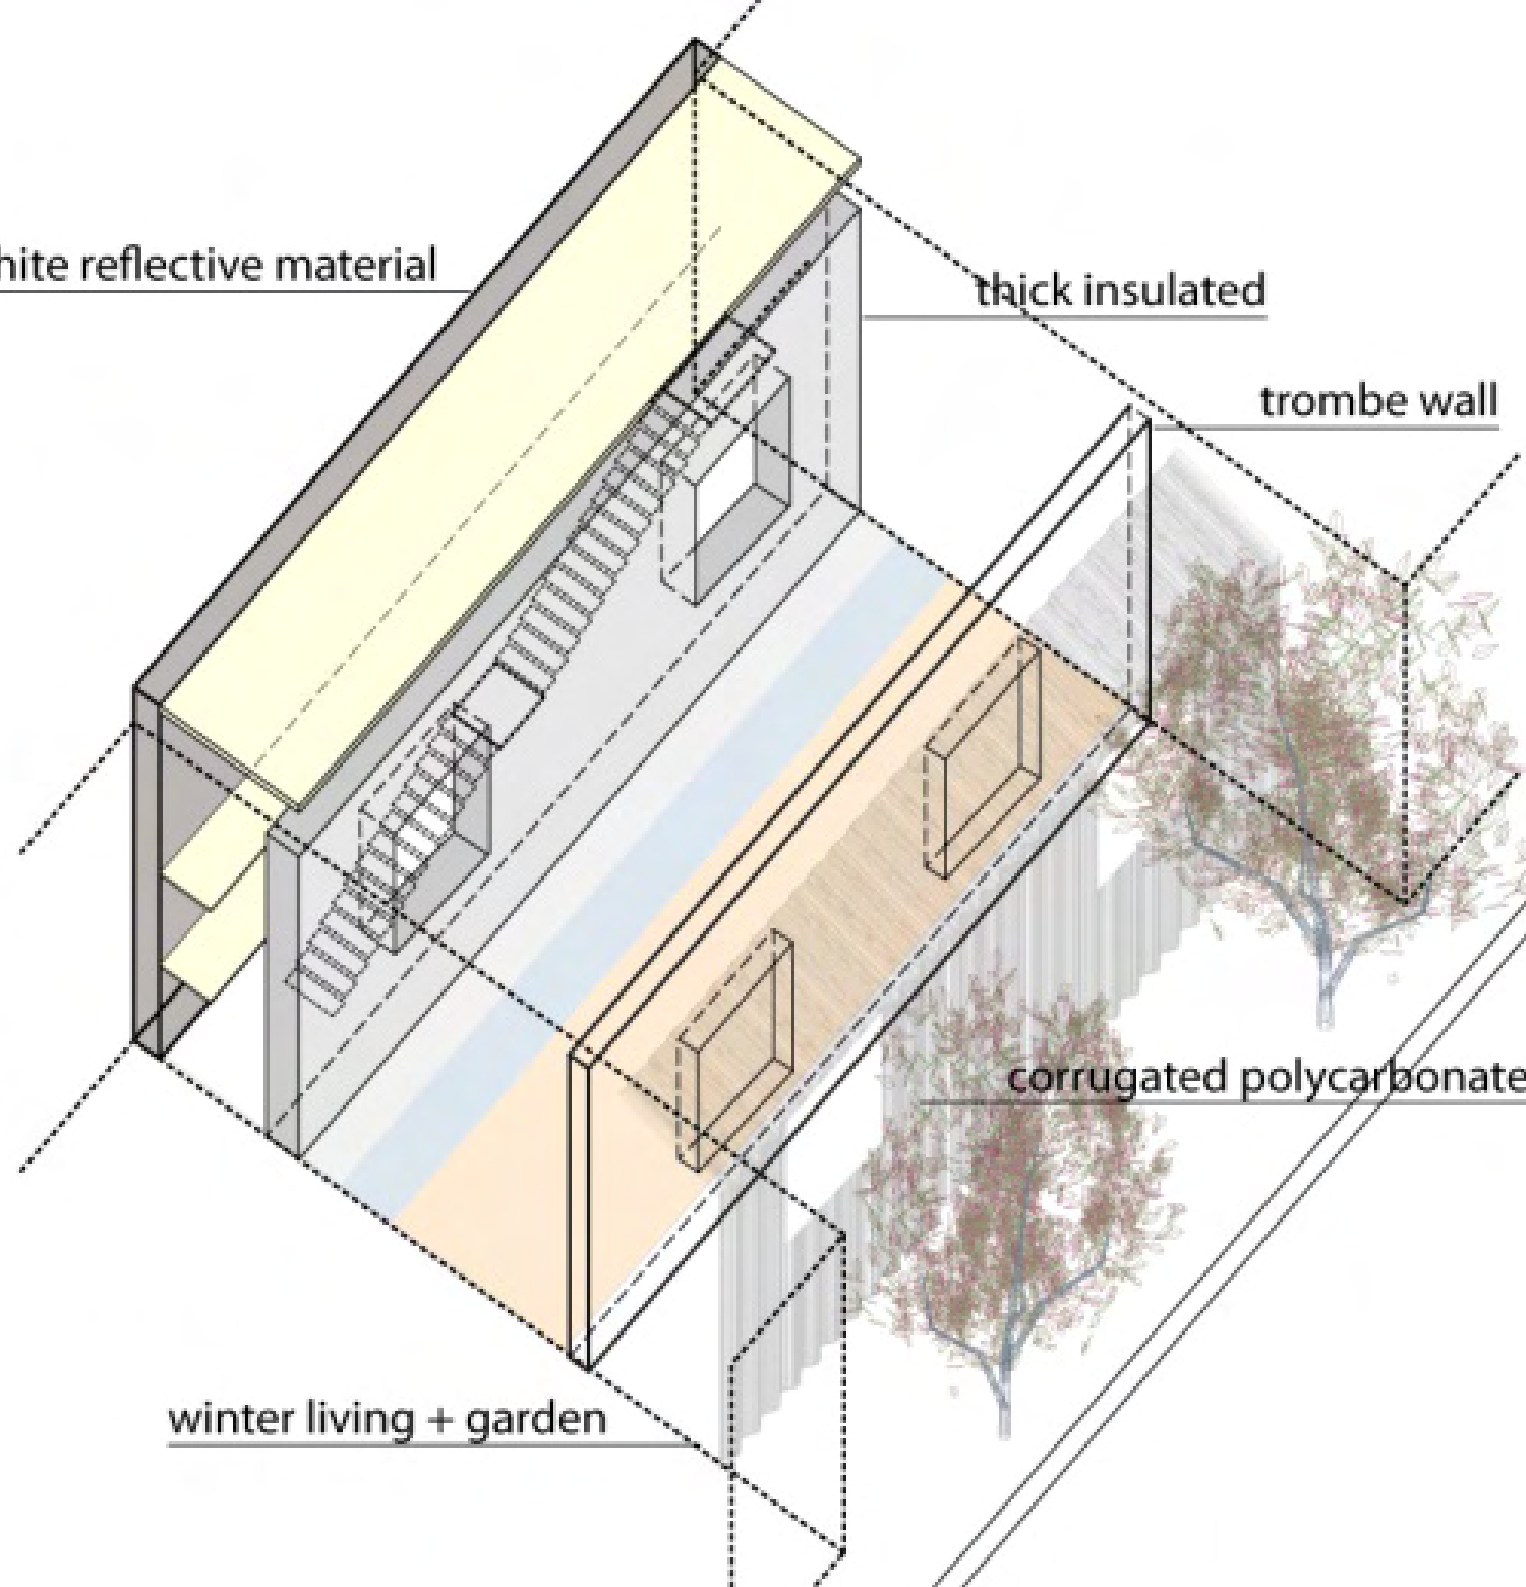 hite reflective material
thick insulated
trombe wall
corrugated polycarbonate
winter living + garden